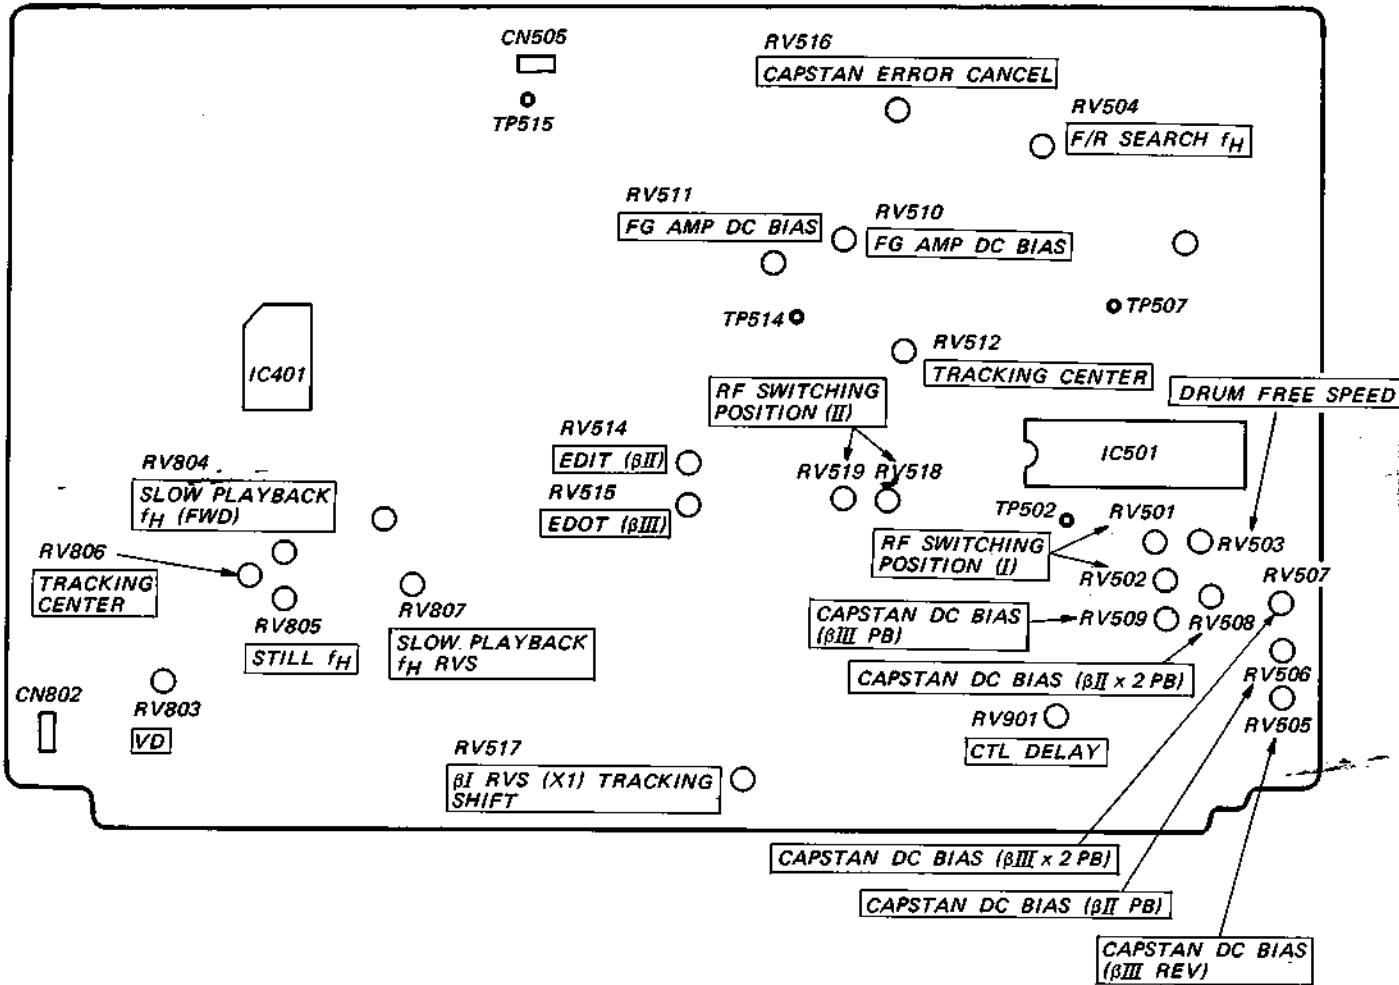 CN505
TP515
RV516
CAPSTAN ERROR CANCEL
RV504
F/R SEARCH fH
RV511
FG AMP DC BIAS
RV510
FG AMP DC BIAS
TP514
TP507
IC401
RV512
TRACKING CENTER
RF SWITCHING
POSITION (II)
DRUM FREE SPEED
RV514
EDIT (βII)
RV519
RV518
IC501
RV515
EDOT (βIII)
RV804
SLOW PLAYBACK
fH (FWD)
TP502
RV501
RV503
RF SWITCHING
POSITION (I)
RV502
RV507
RV806
TRACKING
CENTER
RV805
STILL fH
RV807
SLOW PLAYBACK
fH RVS
CAPSTAN DC BIAS
(βIII PB)
RV509
RV508
CAPSTAN DC BIAS (βII x 2 PB)
RV506
RV505
CN802
RV803
VD
RV901
CTL DELAY
RV517
βI RVS (X1) TRACKING
SHIFT
CAPSTAN DC BIAS (βIII x 2 PB)
CAPSTAN DC BIAS (βII PB)
CAPSTAN DC BIAS
(βIII REV)